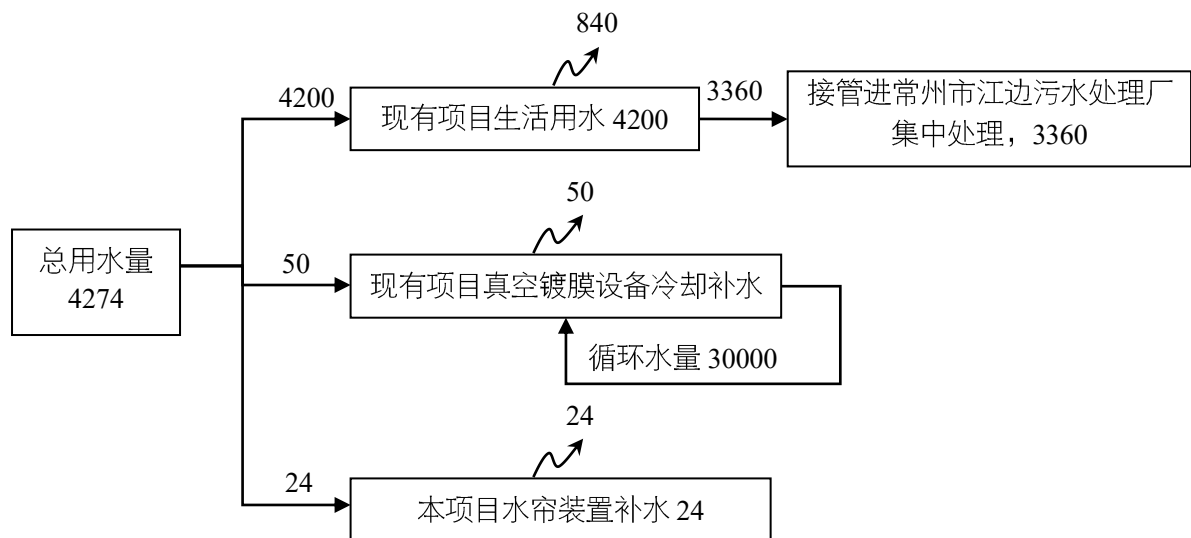 840
4200
现有项目生活用水 4200
3360
接管进常州市江边污水处理厂
集中处理，3360
50
总用水量
4274
50
现有项目真空镀膜设备冷却补水
循环水量 30000
24
24
本项目水帘装置补水 24